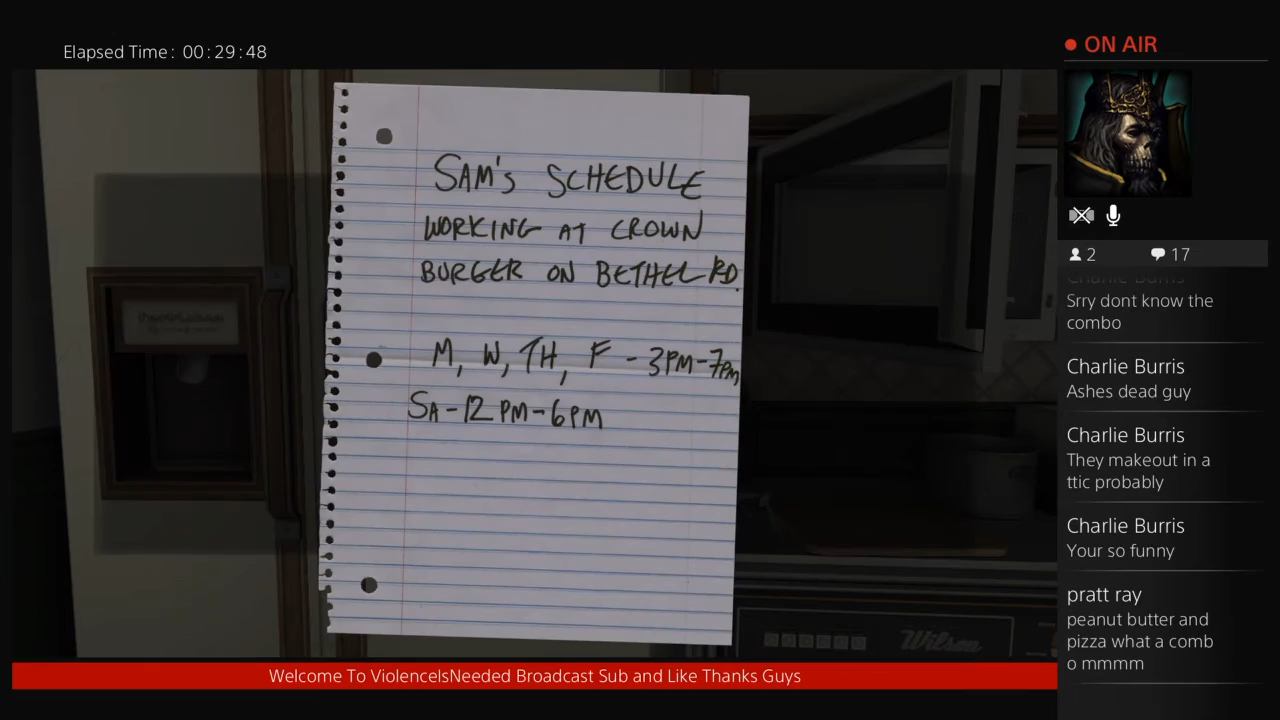 Elapsed Time: 00:29:48
ON AIR
SAM'S SCHEDULE
WORKING AT CROWN
BURGER ON BETHEL RD.
M, W, TH, F - 3PM-7PM
SA-12 PM-6PM
Wilson
Welcome To ViolenceIsNeeded Broadcast Sub and Like Thanks Guys
2 17
Charlie Burris
Srry dont know the
combo
Charlie Burris
Ashes dead guy
Charlie Burris
They makeout in a
ttic probably
Charlie Burris
Your so funny
pratt ray
peanut butter and
pizza what a comb
o mmmm